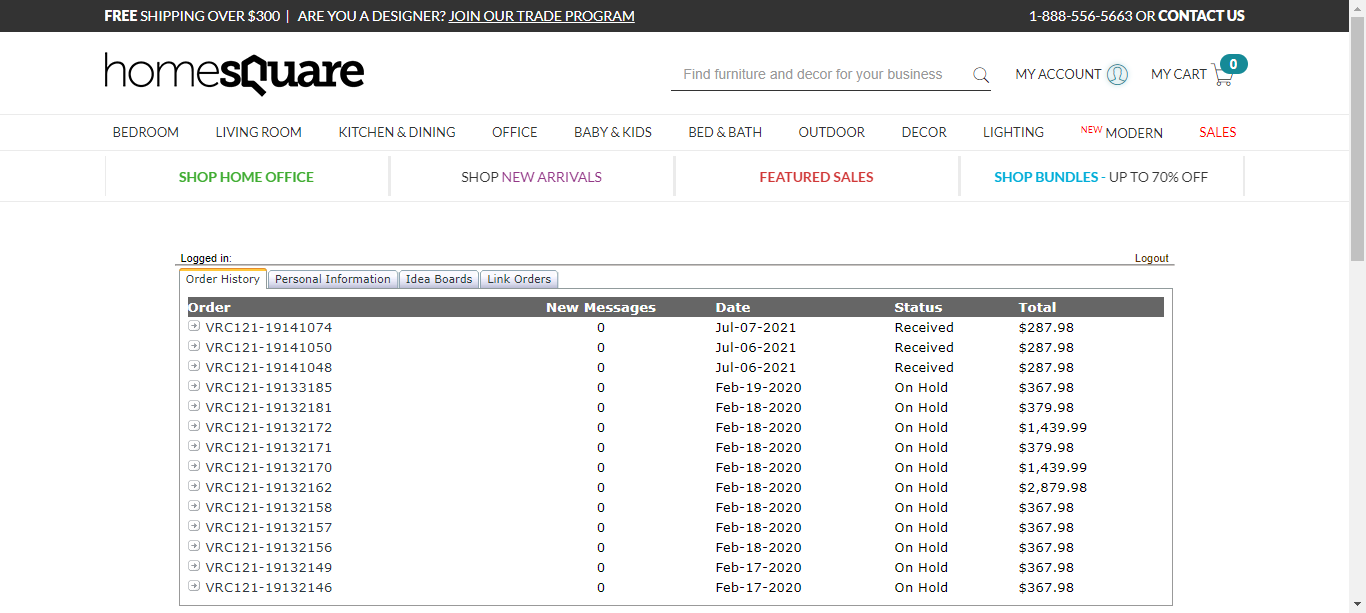 FREE SHIPPING OVER $300 | ARE YOU A DESIGNER? JOIN OUR TRADE PROGRAM 1-888-556-5663 OR CONTACT US
homesquare Find furniture and decor for your business MY ACCOUNT MY CART 0
BEDROOM LIVING ROOM KITCHEN & DINING OFFICE BABY & KIDS BED & BATH OUTDOOR DECOR LIGHTING NEW MODERN SALES
SHOP HOME OFFICE SHOP NEW ARRIVALS FEATURED SALES SHOP BUNDLES - UP TO 70% OFF
Logged in: Logout
Order History Personal Information Idea Boards Link Orders
Order New Messages Date Status Total
VRC121-19141074 0 Jul-07-2021 Received $287.98
VRC121-19141050 0 Jul-06-2021 Received $287.98
VRC121-19141048 0 Jul-06-2021 Received $287.98
VRC121-19133185 0 Feb-19-2020 On Hold $367.98
VRC121-19132181 0 Feb-18-2020 On Hold $379.98
VRC121-19132172 0 Feb-18-2020 On Hold $1,439.99
VRC121-19132171 0 Feb-18-2020 On Hold $379.98
VRC121-19132170 0 Feb-18-2020 On Hold $1,439.99
VRC121-19132162 0 Feb-18-2020 On Hold $2,879.98
VRC121-19132158 0 Feb-18-2020 On Hold $367.98
VRC121-19132157 0 Feb-18-2020 On Hold $367.98
VRC121-19132156 0 Feb-18-2020 On Hold $367.98
VRC121-19132149 0 Feb-17-2020 On Hold $367.98
VRC121-19132146 0 Feb-17-2020 On Hold $367.98